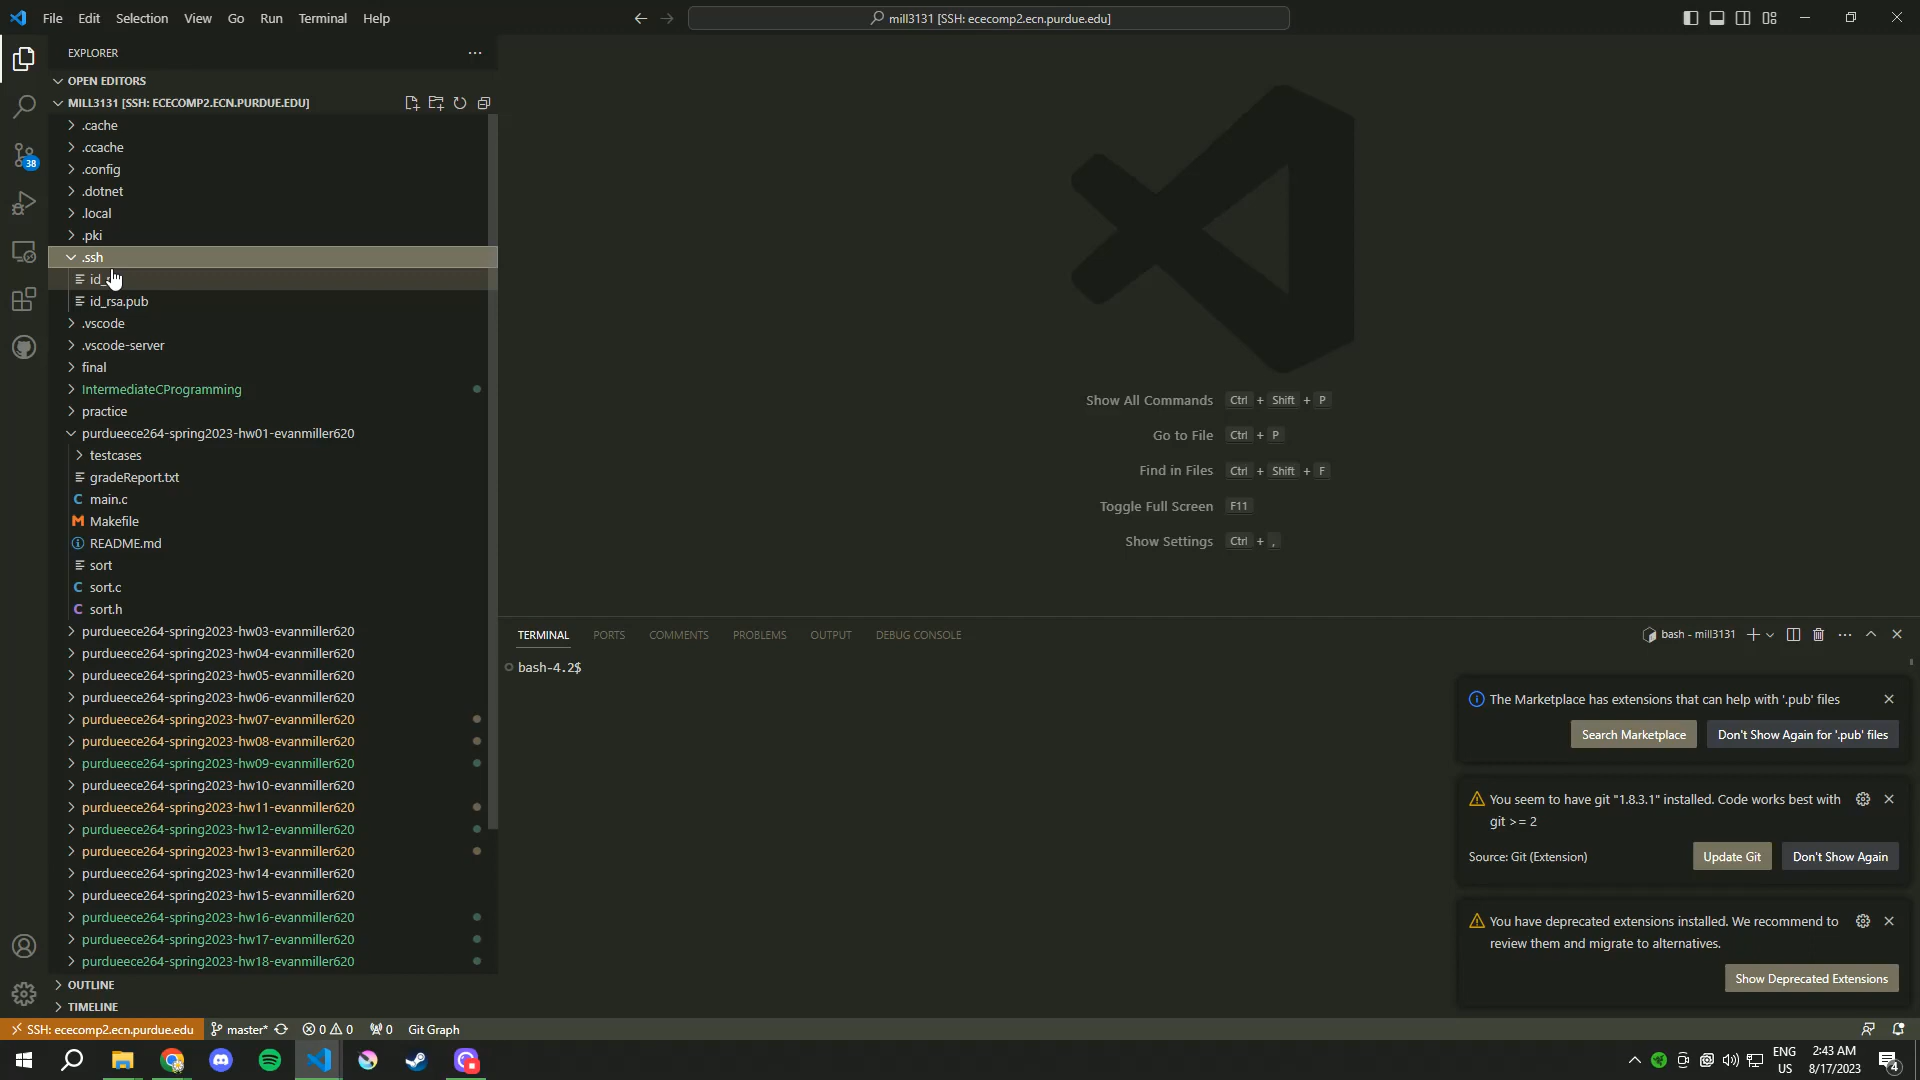 File Edit Selection View Go Run Terminal Help
mill3131 [SSH: ececomp2.ecn.purdue.edu]
EXPLORER
OPEN EDITORS
MILL3131 [SSH: ECECOMP2.ECN.PURDUE.EDU]
.cache
.ccache
.config
.dotnet
.local
.pki
.ssh
id_rsa.pub
.vscode
.vscode-server
final
IntermediateCProgramming
practice
purdueece264-spring2023-hw01-evanmiller620
testcases
gradeReport.txt
C main.c
M Makefile
README.md
sort
C sort.c
C sort.h
purdueece264-spring2023-hw03-evanmiller620
purdueece264-spring2023-hw04-evanmiller620
purdueece264-spring2023-hw05-evanmiller620
purdueece264-spring2023-hw06-evanmiller620
purdueece264-spring2023-hw07-evanmiller620
purdueece264-spring2023-hw08-evanmiller620
purdueece264-spring2023-hw09-evanmiller620
purdueece264-spring2023-hw10-evanmiller620
purdueece264-spring2023-hw11-evanmiller620
purdueece264-spring2023-hw12-evanmiller620
purdueece264-spring2023-hw13-evanmiller620
purdueece264-spring2023-hw14-evanmiller620
purdueece264-spring2023-hw15-evanmiller620
purdueece264-spring2023-hw16-evanmiller620
purdueece264-spring2023-hw17-evanmiller620
purdueece264-spring2023-hw18-evanmiller620
OUTLINE
TIMELINE
38
Show All Commands Ctrl + Shift + P
Go to File Ctrl + P
Find in Files Ctrl + Shift + F
Toggle Full Screen F11
Show Settings Ctrl + ,
TERMINAL PORTS COMMENTS PROBLEMS OUTPUT DEBUG CONSOLE
bash - mill3131
bash-4.2$
The Marketplace has extensions that can help with '.pub' files
Search Marketplace Don't Show Again for '.pub' files
You seem to have git "1.8.3.1" installed. Code works best with
git >= 2
Source: Git (Extension) Update Git Don't Show Again
You have deprecated extensions installed. We recommend to
review them and migrate to alternatives.
Show Deprecated Extensions
SSH: ececomp2.ecn.purdue.edu master* 0 0 0 Git Graph
ENG
US
2:43 AM
8/17/2023
4